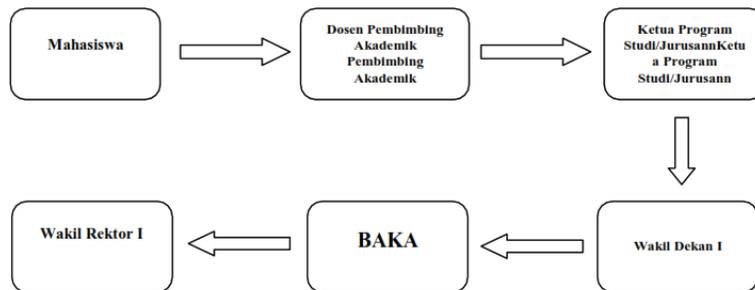 Mahasiswa
Dosen Pembimbing
Akademik
Pembimbing
Akademik
Ketua Program
Studi/JurusannKetu
a Program
Studi/Jurusann
Wakil Rektor I
BAKA
Wakil Dekan I